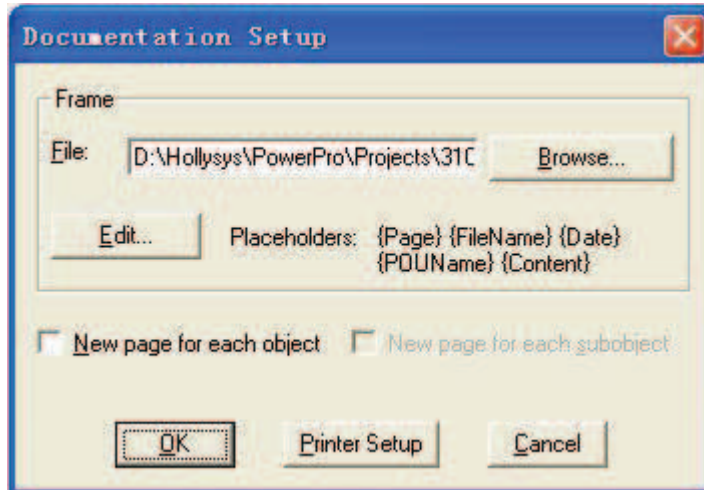 Documentation Setup
Frame
File: D:\Hollysys\PowerPro\Projects\31C Browse...
Edit... Placeholders: {Page} {FileName} {Date}
{POUName} {Content}
New page for each object New page for each subobject
OK Printer Setup Cancel